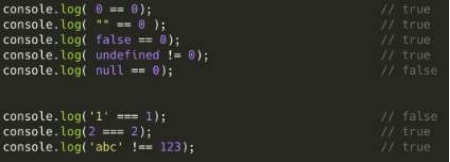 console.log( 0 == 0); // true
console.log( "" == 0 ); // true
console.log( false == 0); // true
console.log( undefined != 0); // true
console.log( null == 0); // false
console.log('1' === 1); // false
console.log(2 === 2); // true
console.log('abc' !== 123); // true